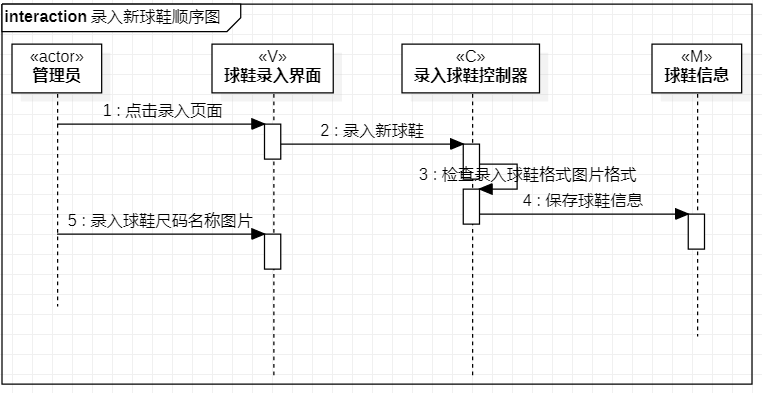 interaction 录入新球鞋顺序图
«actor»
管理员
«V»
球鞋录入界面
«C»
录入球鞋控制器
«M»
球鞋信息
1 : 点击录入页面
2 : 录入新球鞋
3 : 检查录入球鞋格式图片格式
4 : 保存球鞋信息
5 : 录入球鞋尺码名称图片